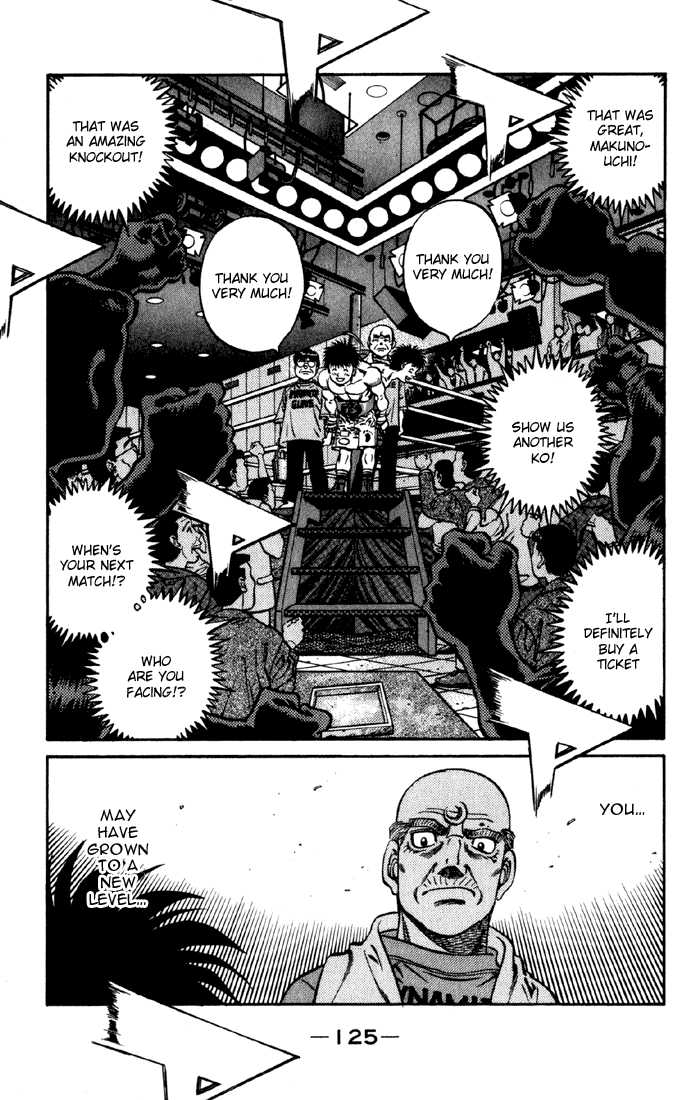 THAT WAS
GREAT,
MAKUNO-
UCHI!
THAT WAS
AN AMAZING
KNOCKOUT!
THANK YOU
VERY MUCH!
THANK YOU
VERY MUCH!
SHOW US
ANOTHER
KO!
WHEN'S
YOUR NEXT
MATCH!?
WHO
ARE YOU
FACING!?
I'LL
DEFINITELY
BUY A
TICKET
YOU...
MAY
HAVE
GROWN
TO A
NEW
LEVEL...
—125—